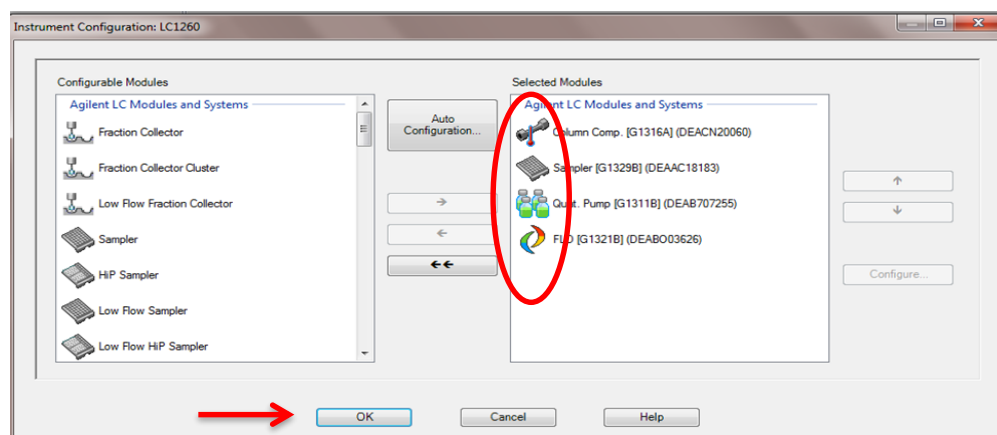 Instrument Configuration: LC1260
Configurable Modules
Agilent LC Modules and Systems
Fraction Collector
Fraction Collector Cluster
Low Flow Fraction Collector
Sampler
HiP Sampler
Low Flow Sampler
Low Flow HiP Sampler
Auto
Configuration...
Selected Modules
Agilent LC Modules and Systems
Column Comp. [G1316A] (DEACN20060)
Sampler [G1329B] (DEAAC18183)
Quat. Pump [G1311B] (DEAB707255)
FLD [G1321B] (DEABO03626)
Configure...
OK
Cancel
Help